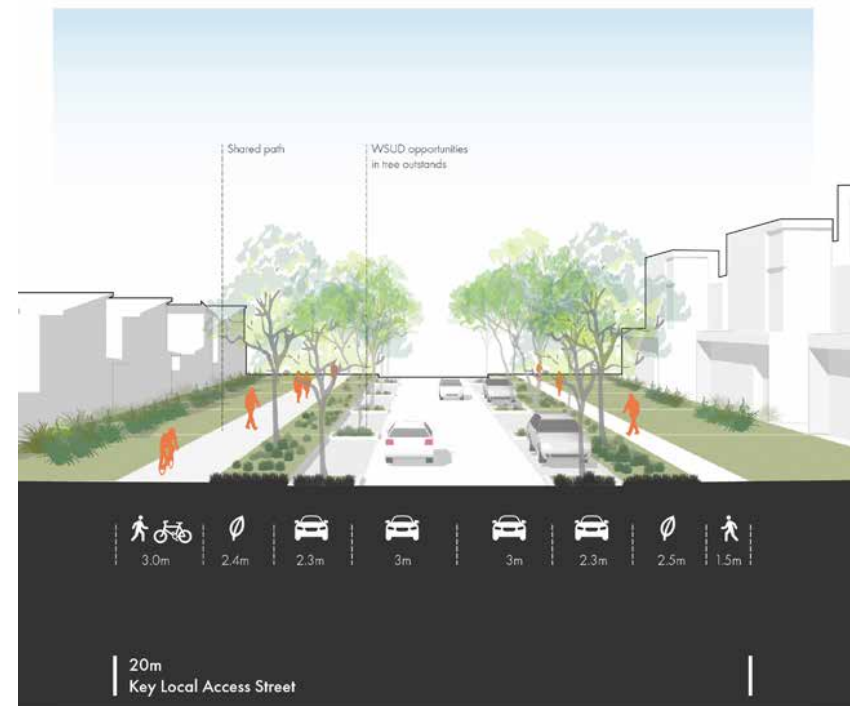 Shared path
WSUD opportunities
in tree outstands
3.0m
2.4m
2.3m
3m
3m
2.3m
2.5m
1.5m
20m
Key Local Access Street